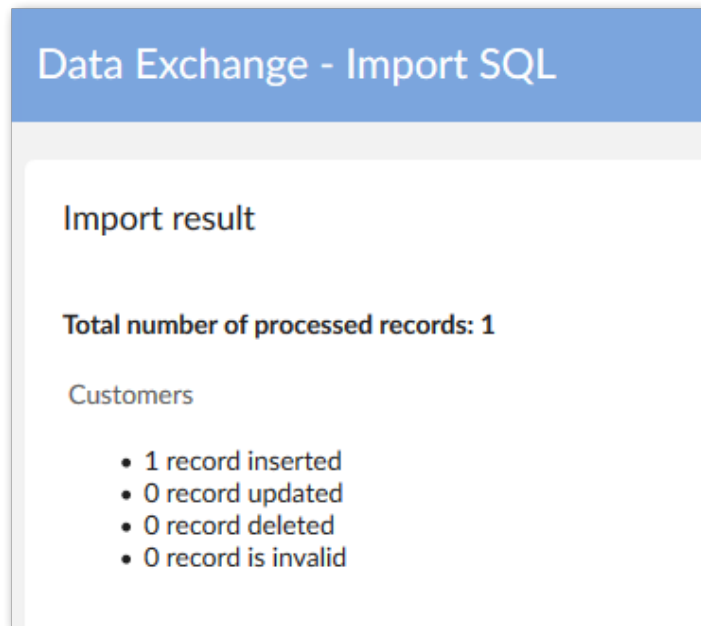 Data Exchange - Import SQL
Import result
Total number of processed records: 1
Customers
• 1 record inserted
• 0 record updated
• 0 record deleted
• 0 record is invalid